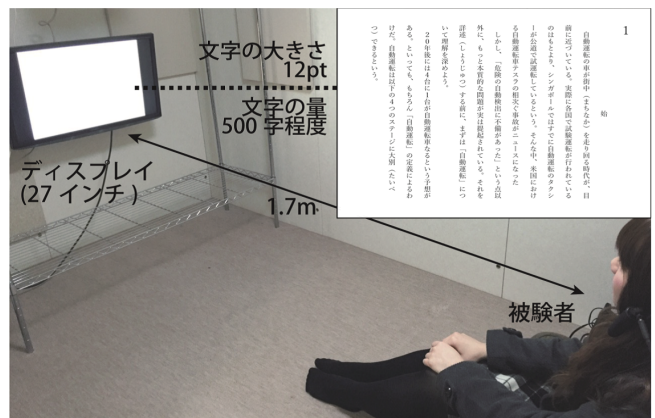 文字の大きさ
12pt
文字の量
500 字程度
ディスプレイ
(27 インチ )
1.7m
被験者
1
始
自動運転の車が街中（まちなか）を走り回る時代が、目
前に近づいている。実際に各国で試験運転が行われている
のはもとより、シンガポールではすでに自動運転のタクシ
ーが公道で試運転しているという。そんな中、米国におけ
る自動運転車テスラの相次ぐ事故がニュースになった
しかし、「危険の自動検出に不備があった」という点以
外に、もっと本質的な問題が実は提起されている。それを
詳述（しょうじゅつ）する前に、まずは「自動運転」につ
いて理解を深めよう。
２０年後には４台に１台が自動運転車なるという予想が
ある。といっても、もちろん「自動運転」の定義によるわ
けだ。自動運転は以下の４つのステージに大別（たいべ
つ）できるという。